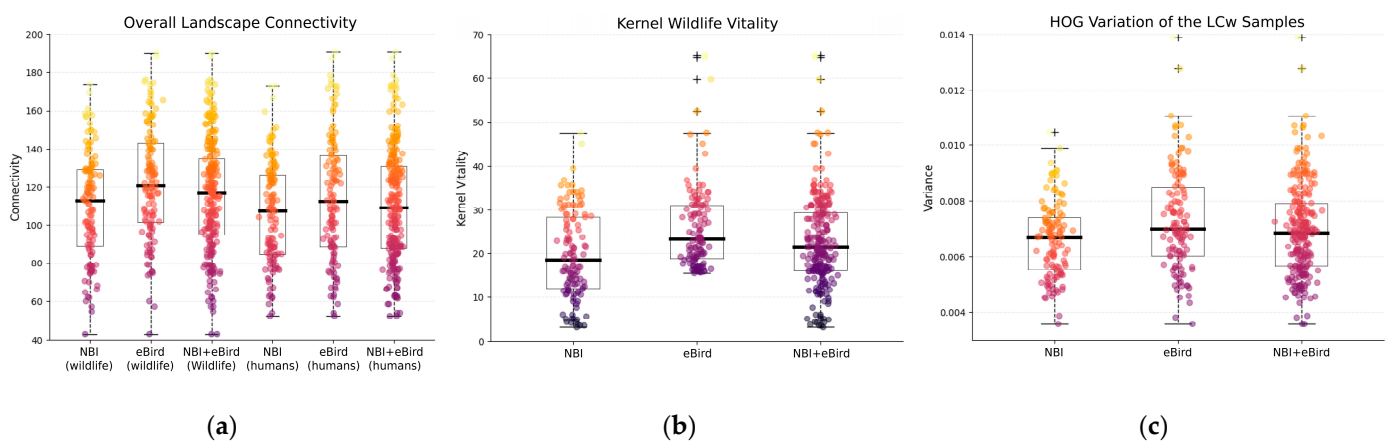 Overall Landscape Connectivity
200
180
160
140
120
100
80
60
40
Connectivity
NBI
(wildlife)
eBird
(wildlife)
NBI+eBird
(Wildlife)
NBI
(humans)
eBird
(humans)
NBI+eBird
(humans)
(a)
Kernel Wildlife Vitality
70
60
50
40
30
20
10
0
Kernel Vitality
NBI
eBird
NBI+eBird
(b)
HOG Variation of the LCw Samples
0.014
0.012
0.010
0.008
0.006
0.004
Variance
NBI
eBird
NBI+eBird
(c)